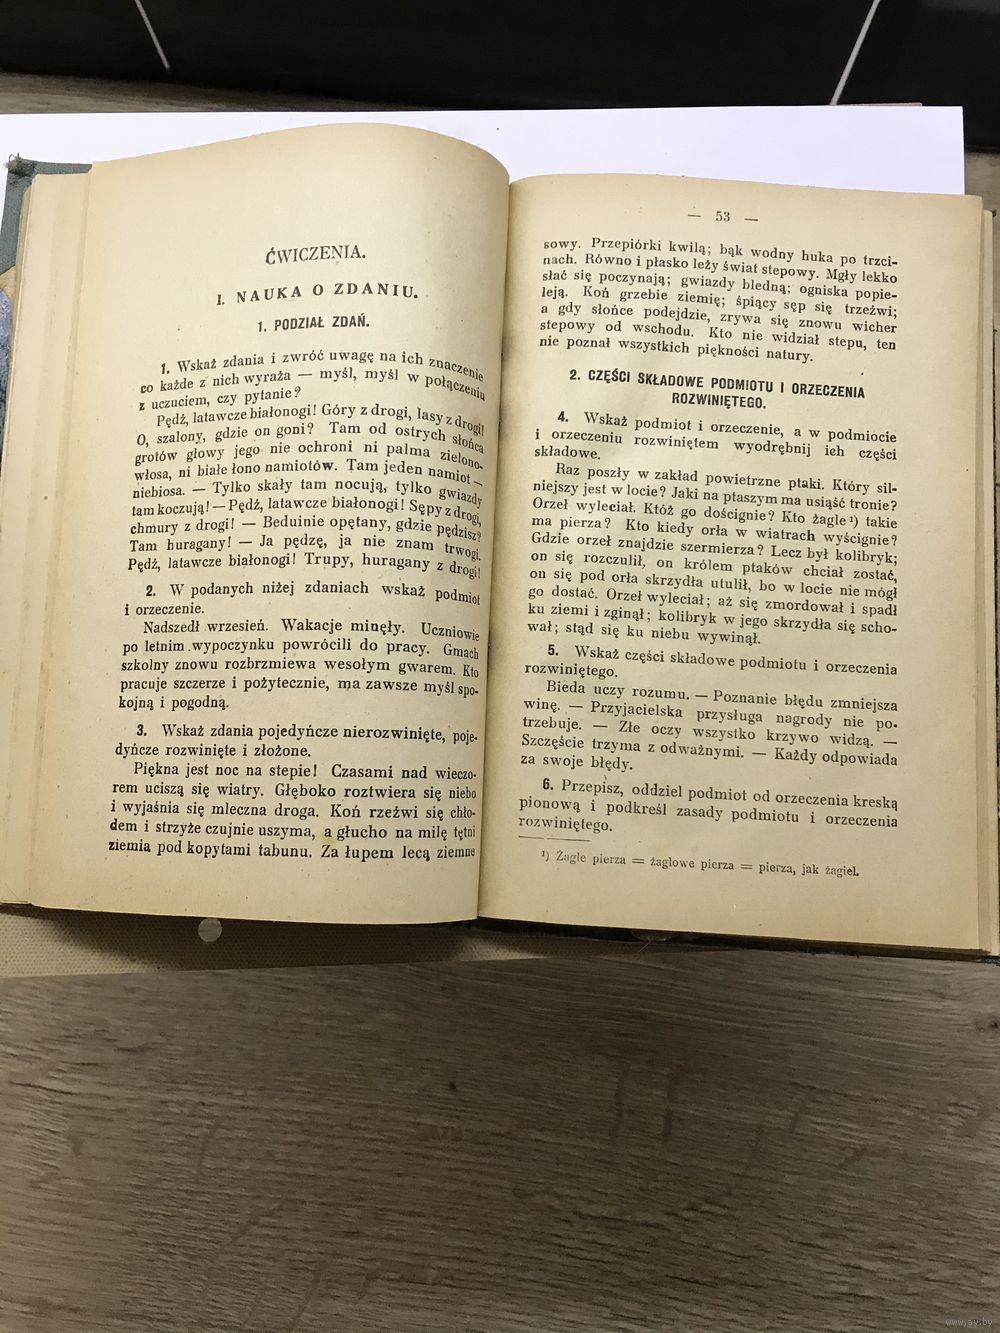 ĆWICZENIA.
I. NAUKA O ZDANIU.
1. PODZIAŁ ZDAŃ.
1. Wskaż zdania i zwróć uwagę na ich znaczenie
co każde z nich wyraża — myśl, myśl w połączeniu
z uczuciem, czy pytanie?
Pędź, latawcze białonogi! Góry z drogi, lasy z drogi!
O, szalony, gdzie on goni? Tam od ostrych słońca
grotów głowy jego nie ochroni ni palma zielono-
włosa, ni białe łono namiotów. Tam jeden namiot —
niebiosa. — Tylko skały tam nocują, tylko gwiazdy
tam koczują! — Pędź, latawcze białonogi! Sępy z drogi,
chmury z drogi! — Beduinie opętany, gdzie pędzisz?
Tam huragany! — Ja pędzę, ja nie znam trwogi.
Pędź, latawcze białonogi! Trupy, huragany z drogi!
2. W podanych niżej zdaniach wskaż podmiot
i orzeczenie.
Nadszedł wrzesień. Wakacje minęły. Uczniowie
po letnim wypoczynku powrócili do pracy. Gmach
szkolny znowu rozbrzmiewa wesołym gwarem. Kto
pracuje szczerze i pożytecznie, ma zawsze myśl spo-
kojną i pogodną.
3. Wskaż zdania pojedyńcze nierozwinięte, poje-
dyńcze rozwinięte i złożone.
Piękna jest noc na stepie! Czasami nad wieczo-
rem uciszą się wiatry. Głęboko roztwiera się niebo
i wyjaśnia się mleczna droga. Koń rzeźwi się chło-
dem i strzyże czujnie uszyma, a głucho na milę tętni
ziemia pod kopytami tabunu. Za łupem lecą ziemne
— 53 —
sowy. Przepiórki kwilą; bąk wodny huka po trzci-
nach. Równo i płasko leży świat stepowy. Mgły lekko
słać się poczynają; gwiazdy bledną; ogniska popie-
leją. Koń grzebie ziemię; śpiący sęp się trzeźwi;
a gdy słońce podejdzie, zrywa się znowu wicher
stepowy od wschodu. Kto nie widział stepu, ten
nie poznał wszystkich piękności natury.
2. CZĘŚCI SKŁADOWE PODMIOTU I ORZECZENIA
ROZWINIĘTEGO.
4. Wskaż podmiot i orzeczenie, a w podmiocie
i orzeczeniu rozwiniętem wyodrębnij ich części
składowe.
Raz poszły w zakład powietrzne ptaki. Który sil-
niejszy jest w locie? Jaki na ptaszym ma usiąść tronie?
Orzeł wyleciał. Któż go doścignie? Kto żagle ¹) takie
ma pierza? Kto kiedy orła w wiatrach wyścignie?
Gdzie orzeł znajdzie szermierza? Lecz był kolibryk;
on się rozczulił, on królem ptaków chciał zostać,
on się pod orła skrzydła utulił, bo w locie nie mógł
go dostać. Orzeł wyleciał; aż się zmordował i spadł
ku ziemi i zginął; kolibryk w jego skrzydła się scho-
wał; stąd się ku niebu wywinął.
5. Wskaż części składowe podmiotu i orzeczenia
rozwiniętego.
Bieda uczy rozumu. — Poznanie błędu zmniejsza
winę. — Przyjacielska przysługa nagrody nie po-
trzebuje. — Złe oczy wszystko krzywo widzą. —
Szczęście trzyma z odważnymi. — Każdy odpowiada
za swoje błędy.
6. Przepisz, oddziel podmiot od orzeczenia kreską
pionową i podkreśl zasady podmiotu i orzeczenia
rozwiniętego.
¹) Żagle pierza = żaglowe pierza = pierza, jak żagiel.
www.ay.by